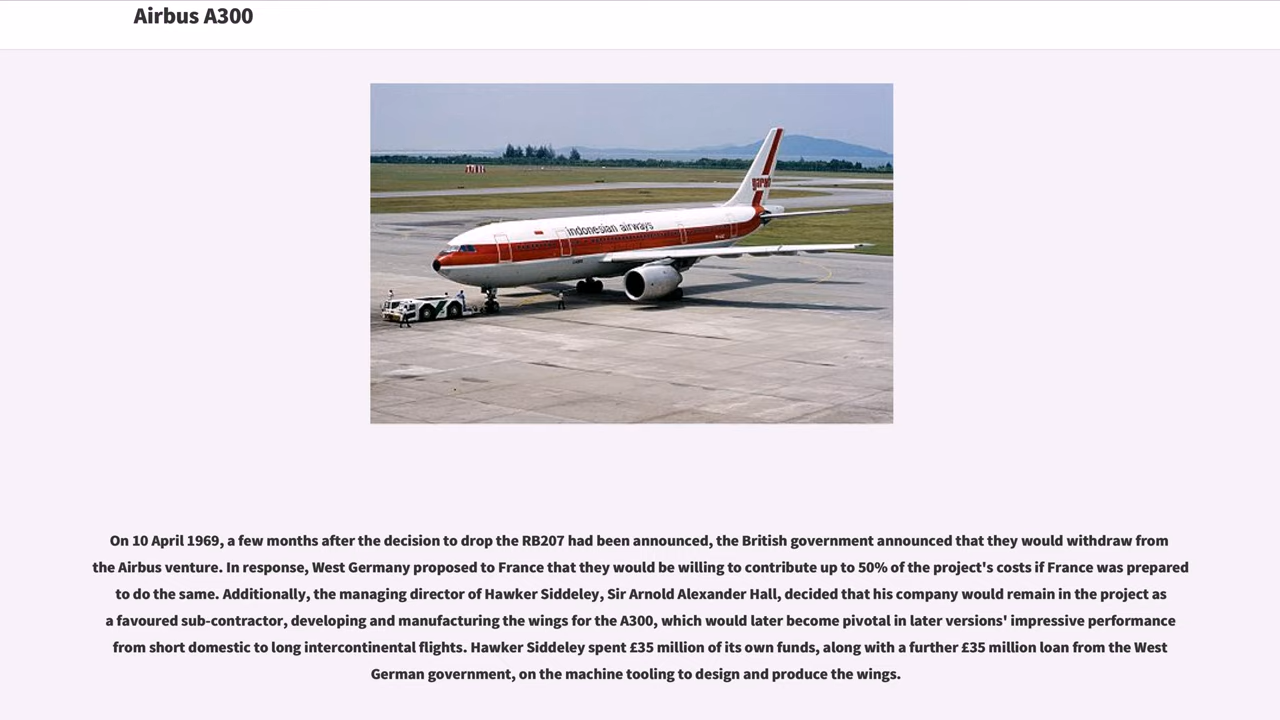 Airbus A300
garuda
indonesian airways
On 10 April 1969, a few months after the decision to drop the RB207 had been announced, the British government announced that they would withdraw from
the Airbus venture. In response, West Germany proposed to France that they would be willing to contribute up to 50% of the project's costs if France was prepared
to do the same. Additionally, the managing director of Hawker Siddeley, Sir Arnold Alexander Hall, decided that his company would remain in the project as
a favoured sub-contractor, developing and manufacturing the wings for the A300, which would later become pivotal in later versions' impressive performance
from short domestic to long intercontinental flights. Hawker Siddeley spent £35 million of its own funds, along with a further £35 million loan from the West
German government, on the machine tooling to design and produce the wings.